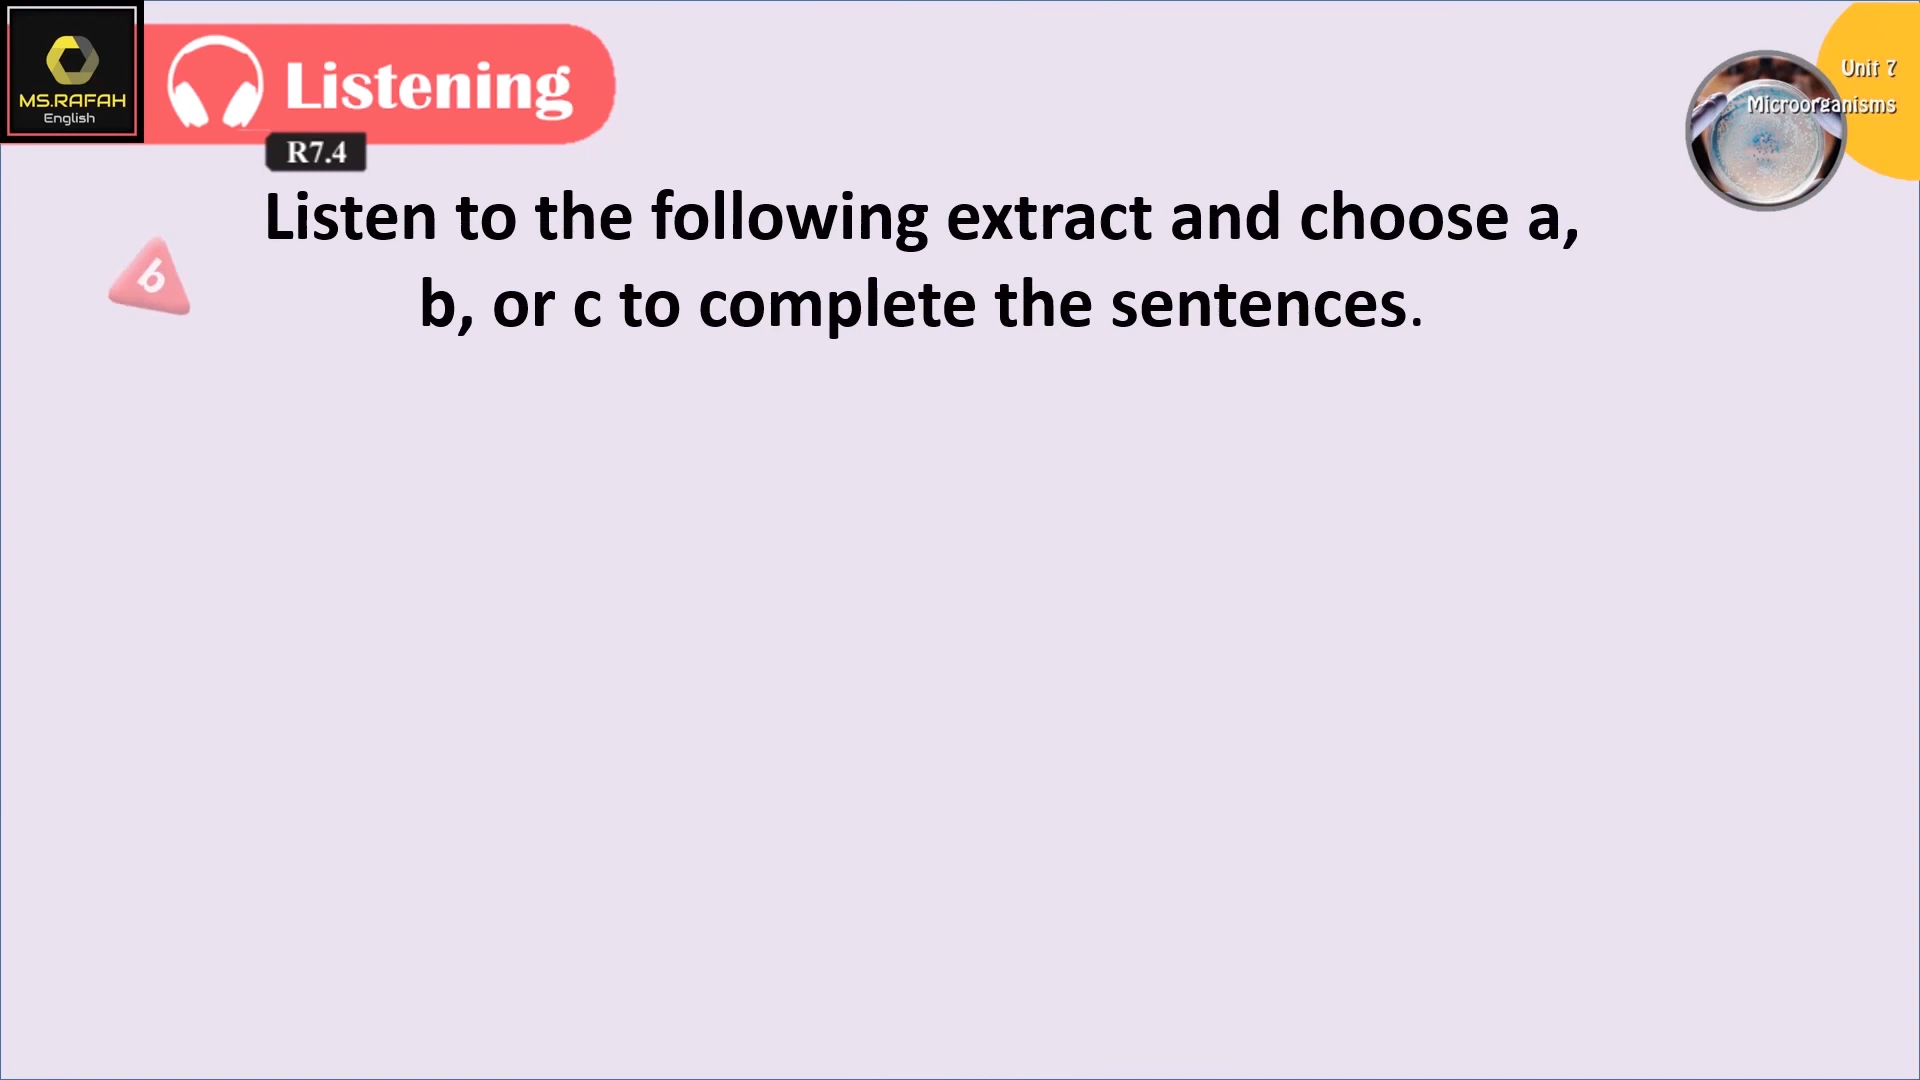 MS.RAFAH
English
Listening
R7.4
Unit 7
Microorganisms
6
Listen to the following extract and choose a,
b, or c to complete the sentences.